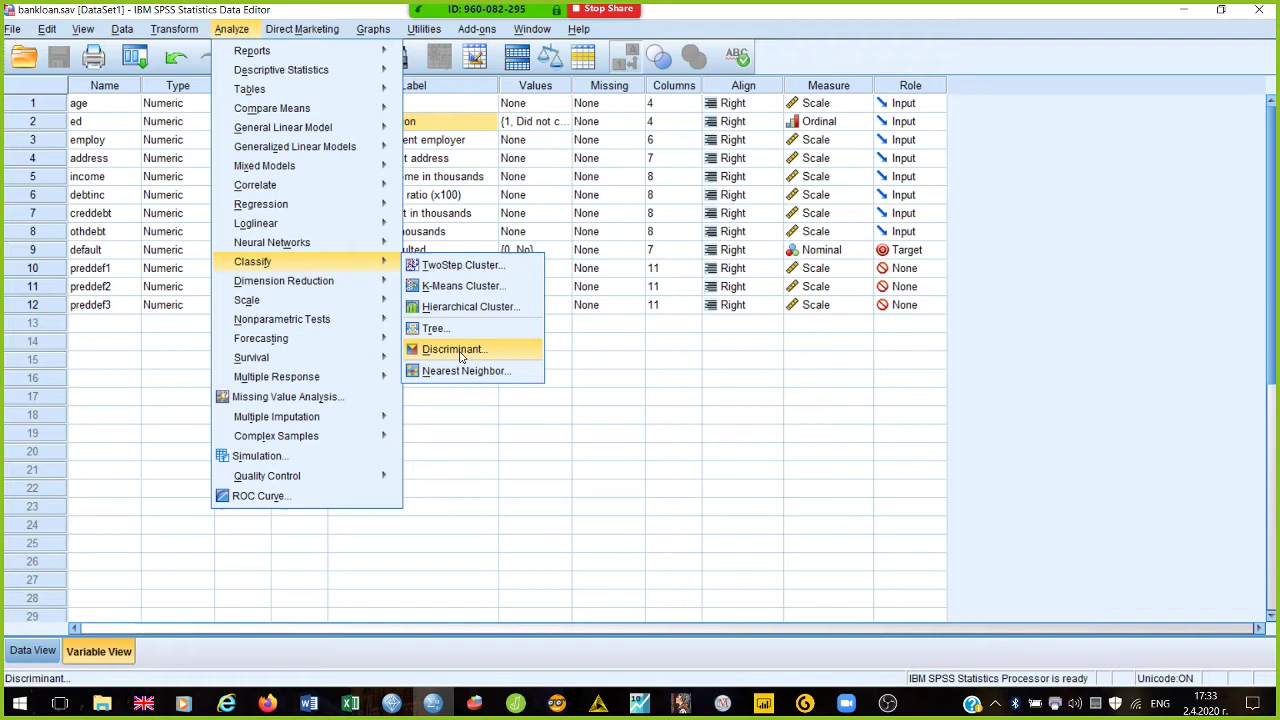 bankloan.sav [DataSet1] - IBM SPSS Statistics Data Editor
ID: 960-082-295
Stop Share
File Edit View Data Transform Analyze Direct Marketing Graphs Utilities Add-ons Window Help
Name Type Label Values Missing Columns Align Measure Role
1 age Numeric None None 4 Right Scale Input
2 ed Numeric on {1, Did not c... None 4 Right Ordinal Input
3 employ Numeric ent employer None None 6 Right Scale Input
4 address Numeric t address None None 7 Right Scale Input
5 income Numeric me in thousands None None 8 Right Scale Input
6 debtinc Numeric ratio (x100) None None 8 Right Scale Input
7 creddebt Numeric t in thousands None None 8 Right Scale Input
8 othdebt Numeric housands None None 8 Right Scale Input
9 default Numeric ulted {0, No} None 7 Right Nominal Target
10 preddef1 None 11 Right Scale None
11 preddef2 None 11 Right Scale None
12 preddef3 None 11 Right Scale None
13
14
15
16
17
18
19
20
21
22
23
24
25
26
27
28
29
Reports
Descriptive Statistics
Tables
Compare Means
General Linear Model
Generalized Linear Models
Mixed Models
Correlate
Regression
Loglinear
Neural Networks
Classify
Dimension Reduction
Scale
Nonparametric Tests
Forecasting
Survival
Multiple Response
Missing Value Analysis...
Multiple Imputation
Complex Samples
Simulation...
Quality Control
ROC Curve...
TwoStep Cluster...
K-Means Cluster...
Hierarchical Cluster...
Tree...
Discriminant...
Nearest Neighbor...
Data View Variable View
Discriminant...
IBM SPSS Statistics Processor is ready
Unicode:ON
ЕНГ
17:33
2.4.2020 г.